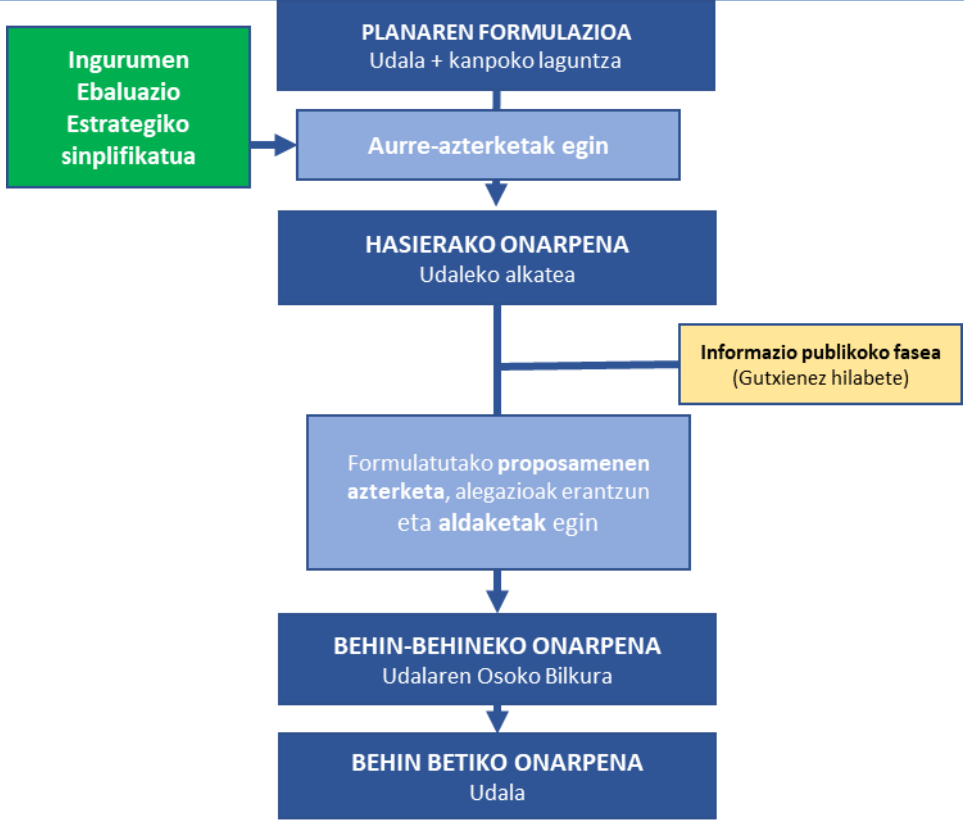 PLANAREN FORMULAZIOA
Udala + kanpoko laguntza
Ingurumen
Ebaluazio
Estrategiko
sinplifikatua
Aurre-azterketak egin
HASIERAKO ONARPENA
Udaleko alkatea
Informazio publikoko fasea
(Gutxienez hilabete)
Formulatutako proposamenen
azterketa, alegazioak erantzun
eta aldaketak egin
BEHIN-BEHINEKO ONARPENA
Udalaren Osoko Bilkura
BEHIN BETIKO ONARPENA
Udala